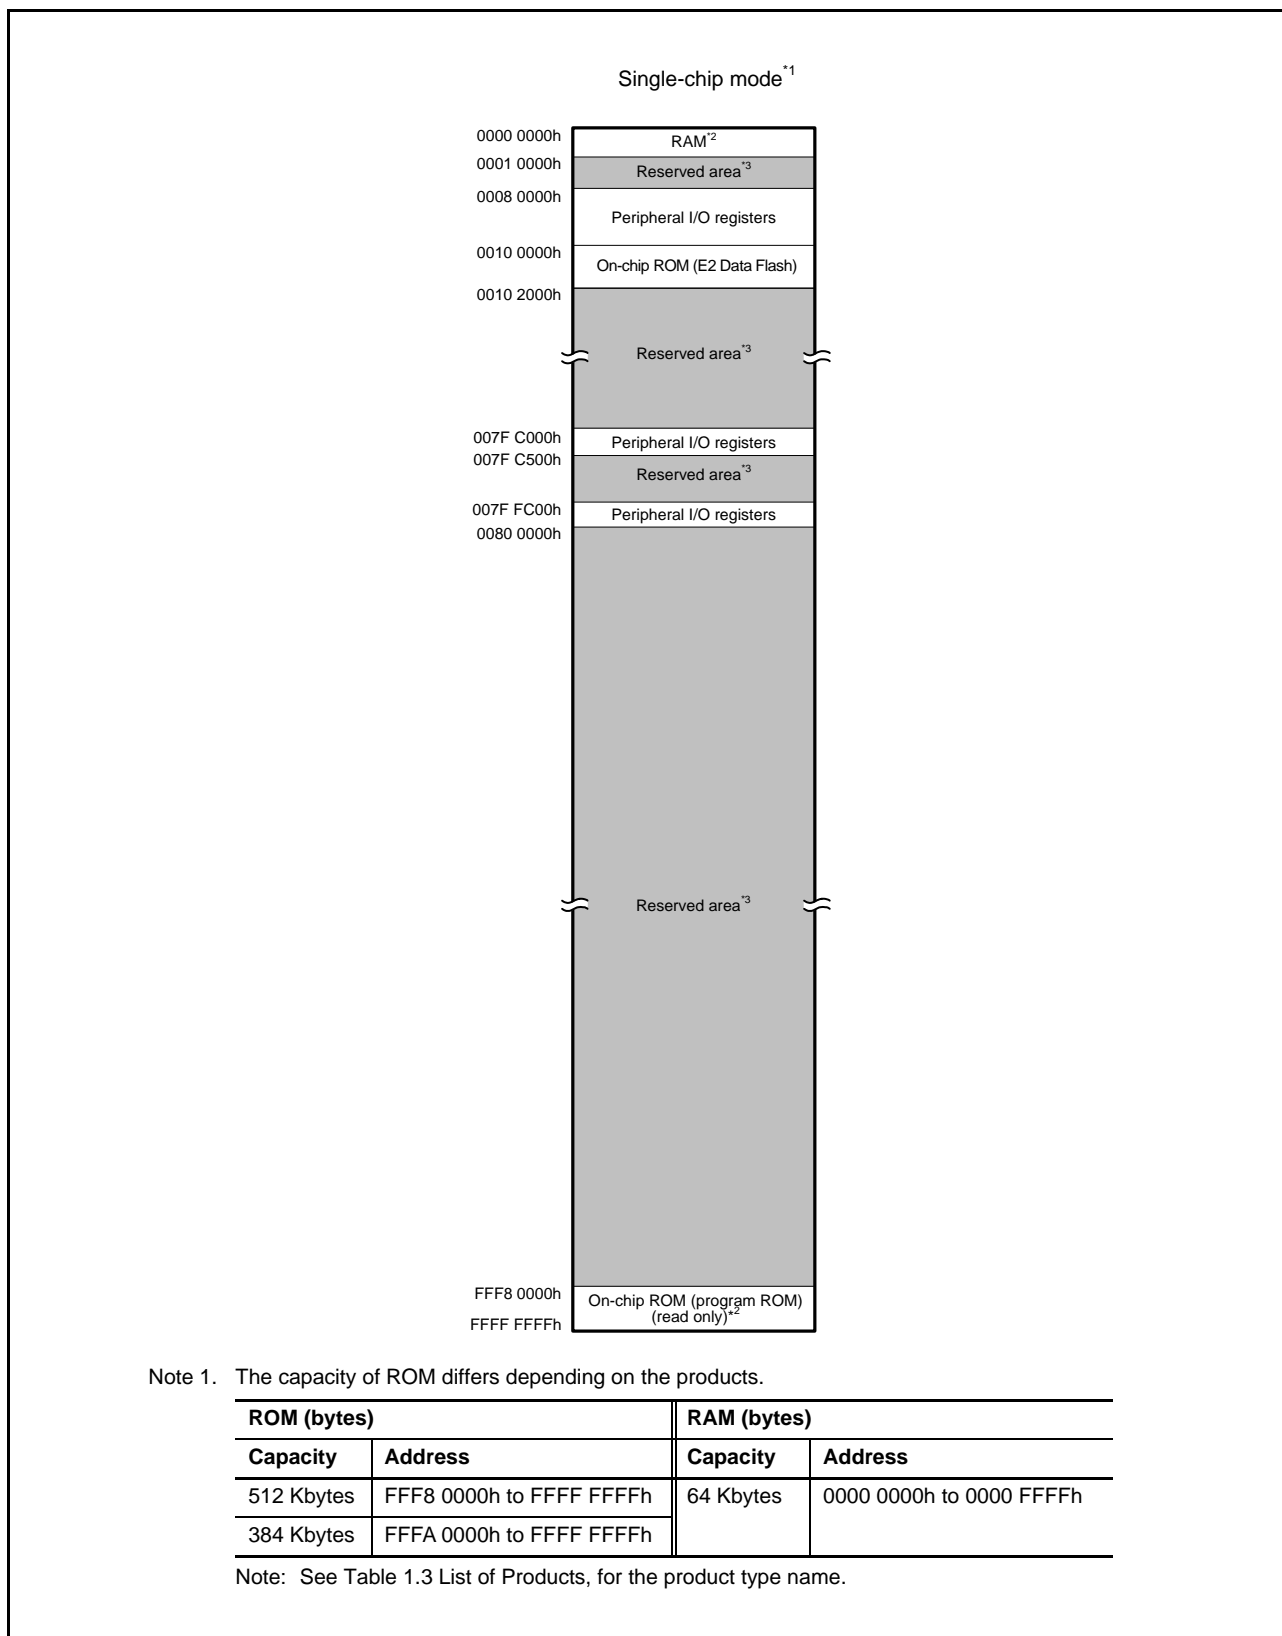 Single-chip mode*1
0000 0000h
RAM*2
0001 0000h
Reserved area*3
0008 0000h
Peripheral I/O registers
0010 0000h
On-chip ROM (E2 Data Flash)
0010 2000h
Reserved area*3
007F C000h
Peripheral I/O registers
007F C500h
Reserved area*3
007F FC00h
Peripheral I/O registers
0080 0000h
Reserved area*3
FFF8 0000h
On-chip ROM (program ROM)
(read only)*2
FFFF FFFFh
Note 1. The capacity of ROM differs depending on the products.
ROM (bytes) RAM (bytes)
Capacity Address Capacity Address
512 Kbytes FFF8 0000h to FFFF FFFFh 64 Kbytes 0000 0000h to 0000 FFFFh
384 Kbytes FFFA 0000h to FFFF FFFFh
Note: See Table 1.3 List of Products, for the product type name.